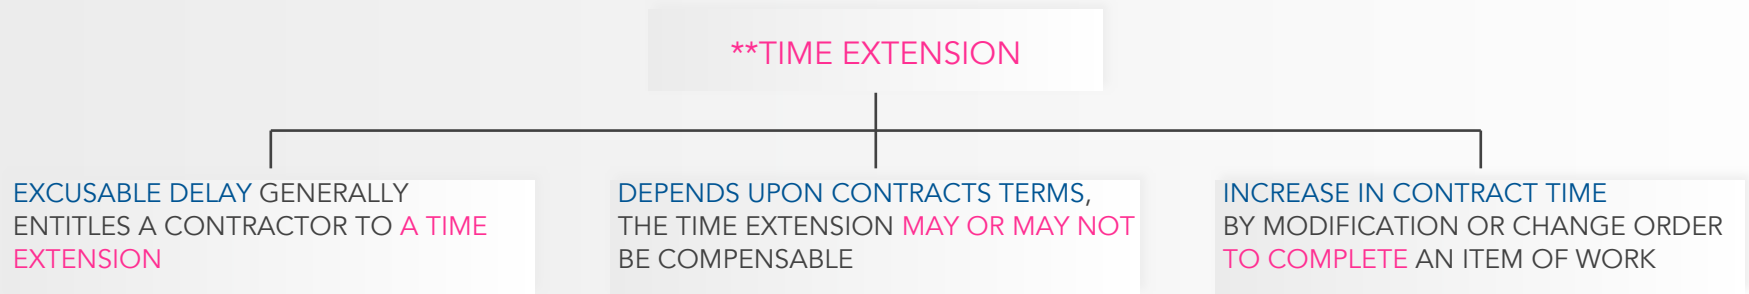 **TIME EXTENSION
EXCUSABLE DELAY GENERALLY
ENTITLES A CONTRACTOR TO A TIME
EXTENSION
DEPENDS UPON CONTRACTS TERMS,
THE TIME EXTENSION MAY OR MAY NOT
BE COMPENSABLE
INCREASE IN CONTRACT TIME
BY MODIFICATION OR CHANGE ORDER
TO COMPLETE AN ITEM OF WORK